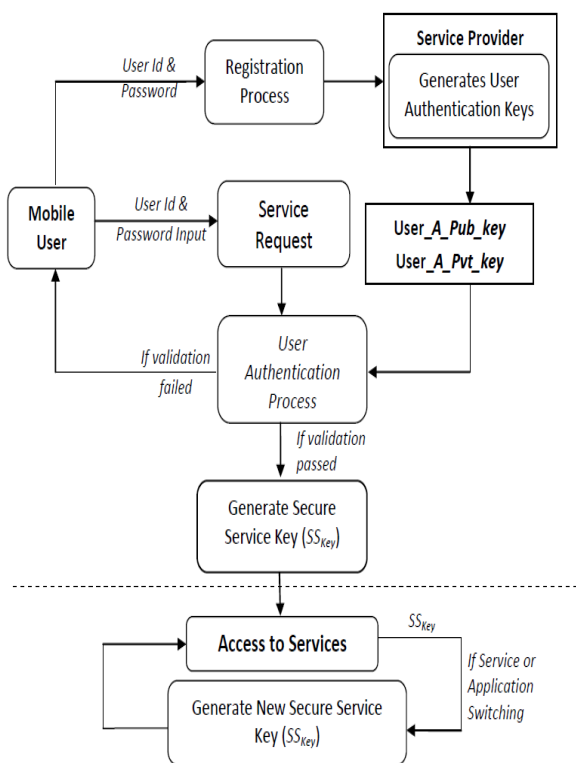 User Id &
Password
Registration
Process
Service Provider
Generates User
Authentication Keys
Mobile
User
User Id &
Password Input
Service
Request
User_A_Pub_key
User_A_Pvt_key
If validation
failed
User
Authentication
Process
If validation
passed
Generate Secure
Service Key (SSKey)
Access to Services
SSKey
If Service or
Application
Switching
Generate New Secure Service
Key (SSKey)